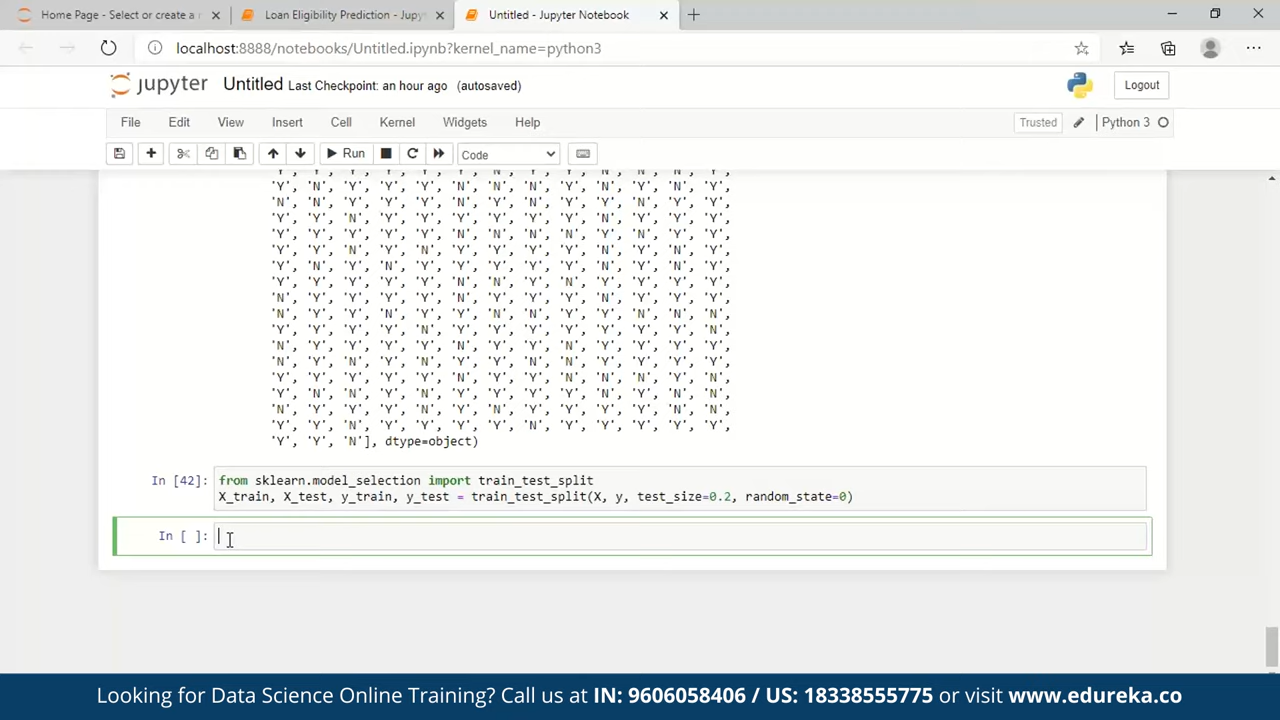 Home Page - Select or create a n
Loan Eligibility Prediction - Jupyt
Untitled - Jupyter Notebook
localhost:8888/notebooks/Untitled.ipynb?kernel_name=python3
jupyter Untitled Last Checkpoint: an hour ago (autosaved)
Logout
File Edit View Insert Cell Kernel Widgets Help
Trusted Python 3
Run Code
'Y', 'N', 'Y', 'Y', 'Y', 'N', 'N', 'N', 'Y', 'N', 'N', 'N', 'Y',
'N', 'N', 'Y', 'Y', 'Y', 'N', 'Y', 'Y', 'N', 'Y', 'N', 'Y', 'Y',
'Y', 'Y', 'N', 'Y', 'Y', 'Y', 'Y', 'Y', 'Y', 'N', 'Y', 'Y', 'Y',
'Y', 'Y', 'Y', 'Y', 'Y', 'N', 'N', 'N', 'Y', 'N', 'N', 'Y', 'Y',
'Y', 'Y', 'N', 'Y', 'N', 'Y', 'Y', 'Y', 'Y', 'N', 'Y', 'N', 'Y',
'Y', 'N', 'Y', 'N', 'Y', 'Y', 'Y', 'Y', 'Y', 'N', 'Y', 'N', 'Y',
'Y', 'Y', 'Y', 'Y', 'Y', 'N', 'N', 'Y', 'N', 'Y', 'Y', 'Y', 'Y',
'N', 'Y', 'Y', 'Y', 'Y', 'Y', 'Y', 'Y', 'Y', 'N', 'Y', 'Y', 'Y',
'N', 'Y', 'Y', 'N', 'Y', 'Y', 'Y', 'N', 'Y', 'Y', 'N', 'Y', 'N',
'Y', 'Y', 'Y', 'Y', 'N', 'Y', 'N', 'Y', 'Y', 'Y', 'Y', 'Y', 'Y',
'N', 'Y', 'Y', 'Y', 'Y', 'N', 'Y', 'Y', 'N', 'Y', 'Y', 'Y', 'N',
'Y', 'Y', 'N', 'Y', 'N', 'Y', 'Y', 'Y', 'N', 'Y', 'Y', 'Y', 'N',
'Y', 'Y', 'Y', 'Y', 'Y', 'N', 'Y', 'Y', 'N', 'N', 'N', 'Y', 'N',
'Y', 'N', 'Y', 'Y', 'N', 'Y', 'N', 'Y', 'Y', 'Y', 'Y', 'N', 'N',
'N', 'Y', 'Y', 'Y', 'Y', 'Y', 'N', 'Y', 'Y', 'Y', 'Y', 'N', 'N',
'Y', 'Y', 'N', 'Y', 'Y', 'Y', 'Y', 'N', 'Y', 'Y', 'Y', 'Y', 'Y',
'Y', 'Y', 'N'], dtype=object)
In [42]: from sklearn.model_selection import train_test_split
X_train, X_test, y_train, y_test = train_test_split(X, y, test_size=0.2, random_state=0)
In [ ]:
Looking for Data Science Online Training? Call us at IN: 9606058406 / US: 18338555775 or visit www.edureka.co